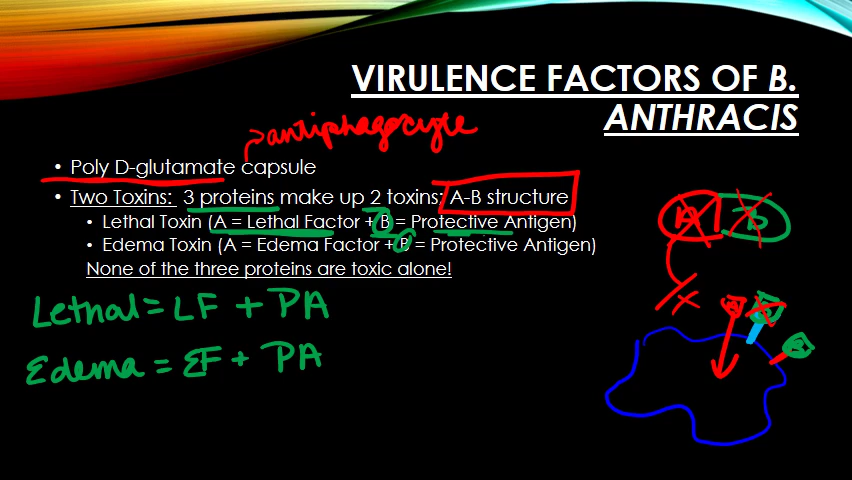 VIRULENCE FACTORS OF B.
ANTHRACIS
antiphagocytic
• Poly D-glutamate capsule
• Two Toxins: 3 proteins make up 2 toxins: A-B structure
• Lethal Toxin (A = Lethal Factor + B = Protective Antigen)
• Edema Toxin (A = Edema Factor + B = Protective Antigen)
None of the three proteins are toxic alone!
A B
Lethal = LF + PA
Edema = EF + PA